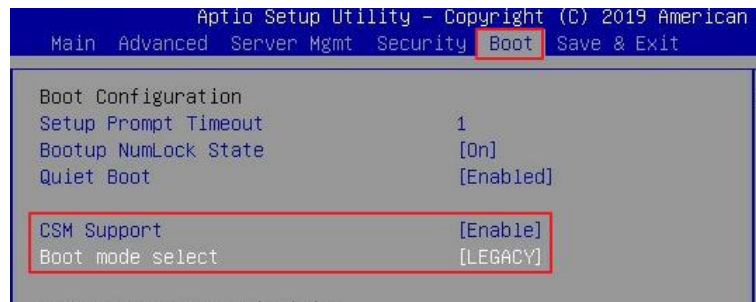 Aptio Setup Utility – Copyright (C) 2019 American
Main Advanced Server Mgmt Security Boot Save & Exit
Boot Configuration
Setup Prompt Timeout 1
Bootup NumLock State [On]
Quiet Boot [Enabled]
CSM Support [Enable]
Boot mode select [LEGACY]